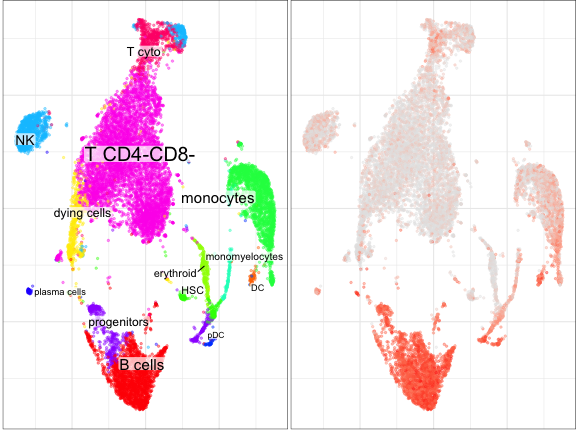 T cyto
NK
T CD4-CD8-
monocytes
dying cells
monomyelocytes
erythroid
HSC
DC
plasma cells
progenitors
pDC
B cells